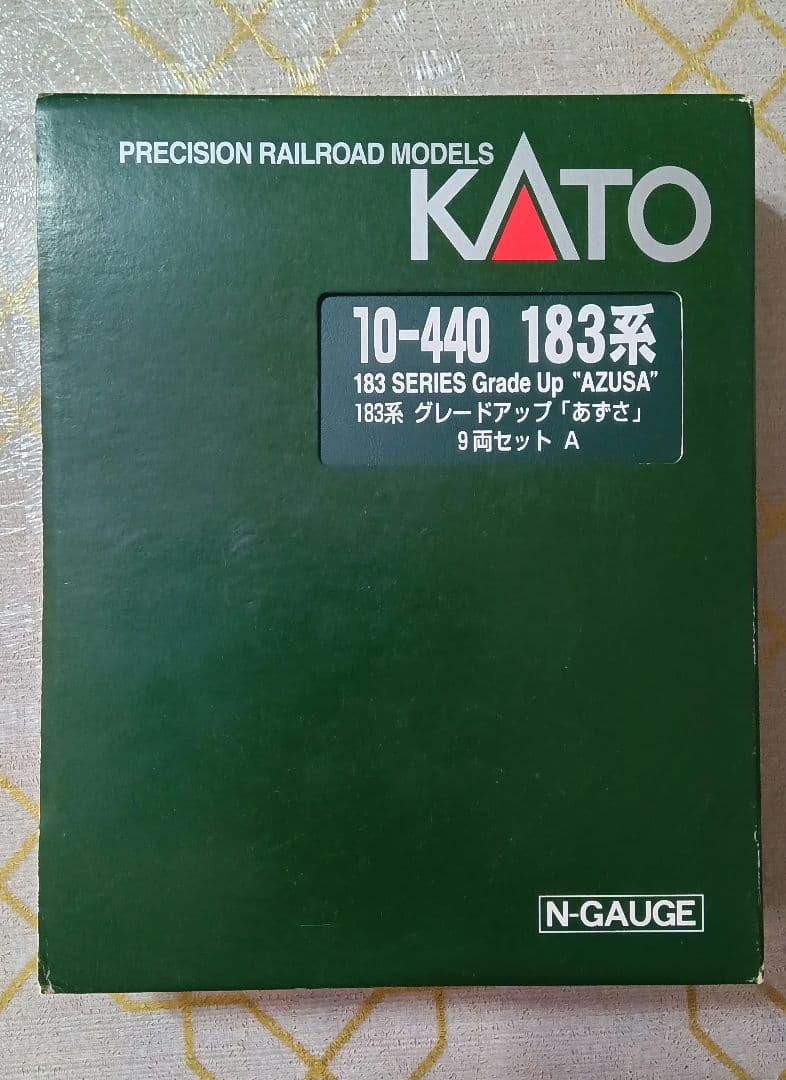 PRECISION RAILROAD MODELS
KATO
10-440 183系
183 SERIES Grade Up "AZUSA"
183系 グレードアップ「あずさ」
9両セット A
N-GAUGE